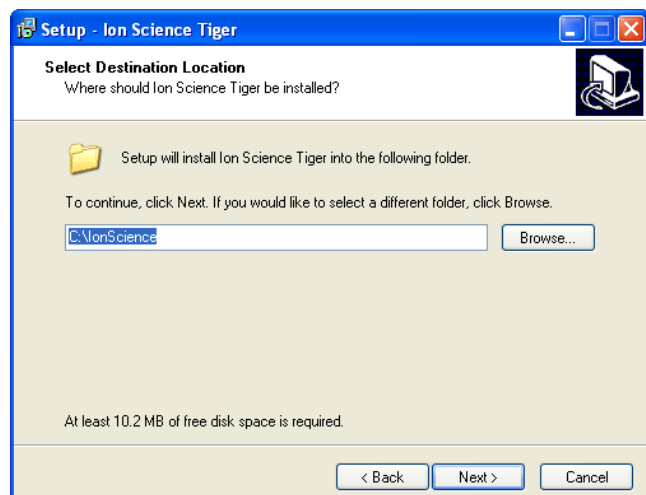 Setup - Ion Science Tiger
Select Destination Location
Where should Ion Science Tiger be installed?
Setup will install Ion Science Tiger into the following folder.
To continue, click Next. If you would like to select a different folder, click Browse.
C:\IonScience
Browse...
At least 10.2 MB of free disk space is required.
< Back Next > Cancel